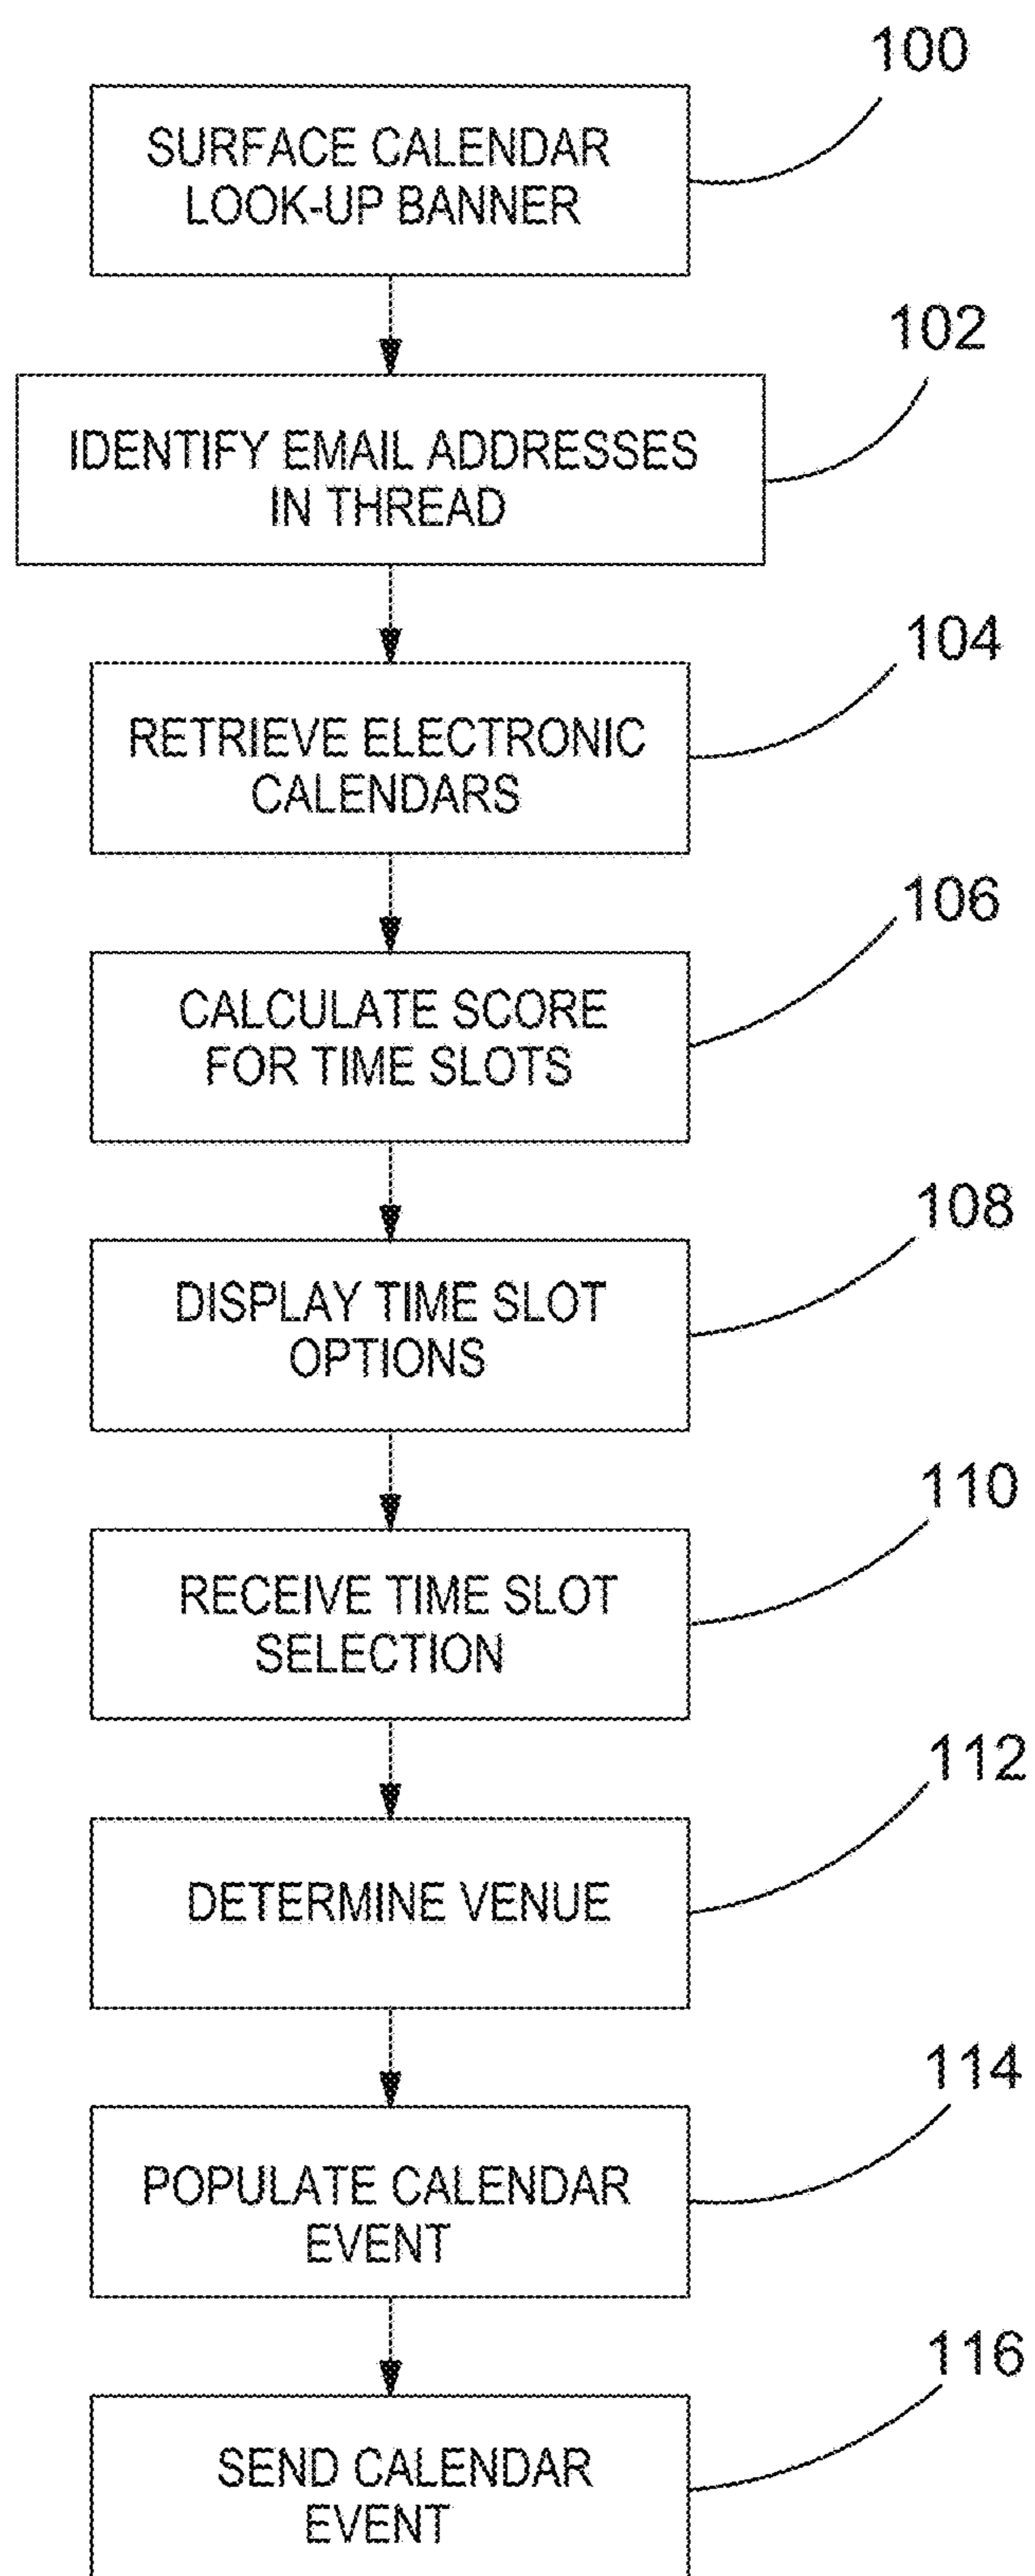 100
SURFACE CALENDAR
LOOK-UP BANNER
102
IDENTIFY EMAIL ADDRESSES
IN THREAD
104
RETRIEVE ELECTRONIC
CALENDARS
106
CALCULATE SCORE
FOR TIME SLOTS
108
DISPLAY TIME SLOT
OPTIONS
110
RECEIVE TIME SLOT
SELECTION
112
DETERMINE VENUE
114
POPULATE CALENDAR
EVENT
116
SEND CALENDAR
EVENT